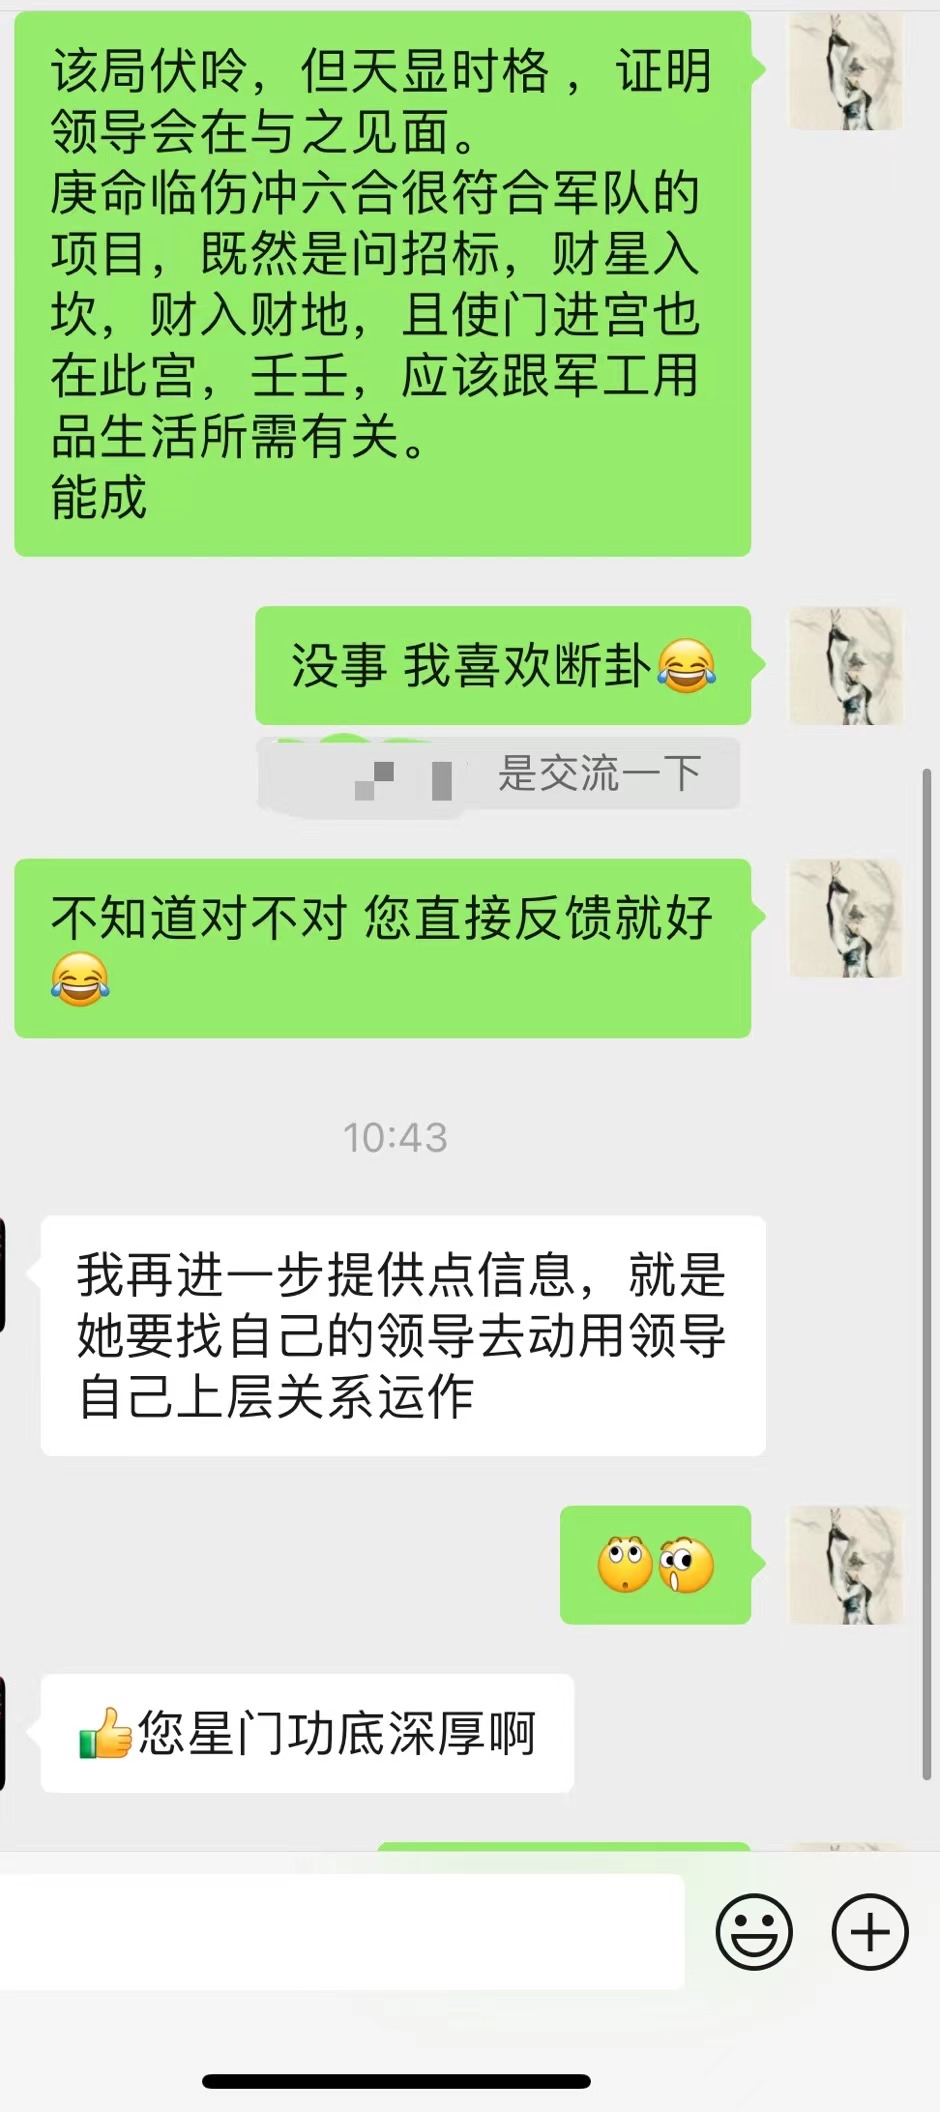 该局伏呤，但天显时格 ，证明
领导会在与之见面。
庚命临伤冲六合很符合军队的
项目，既然是问招标，财星入
坎，财入财地，且使门进宫也
在此宫，壬壬，应该跟军工用
品生活所需有关。
能成
没事 我喜欢断卦😂
是交流一下
不知道对不对 您直接反馈就好
😂
10:43
我再进一步提供点信息，就是
她要找自己的领导去动用领导
自己上层关系运作
👍您星门功底深厚啊